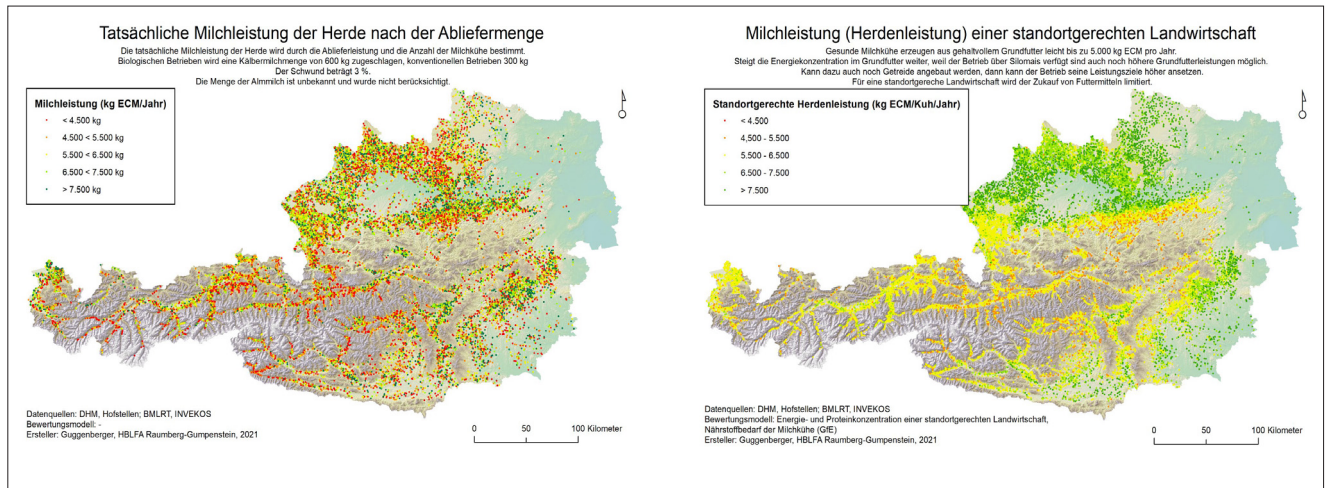 Tatsächliche Milchleistung der Herde nach der Abliefermenge
Die tatsächliche Milchleistung der Herde wird durch die Ablieferleistung und die Anzahl der Milchkühe bestimmt.
Biologischen Betrieben wird eine Kälbermilchmenge von 600 kg zugeschlagen, konventionellen Betrieben 300 kg
Der Schwund beträgt 3 %.
Die Menge der Almmilch ist unbekannt und wurde nicht berücksichtigt.
Milchleistung (kg ECM/Jahr)
< 4.500 kg
4.500 < 5.500 kg
5.500 < 6.500 kg
6.500 < 7.500 kg
> 7.500 kg
Datenquellen: DHM, Hofstellen; BMLRT, INVEKOS
Bewertungsmodell: -
Ersteller: Guggenberger, HBLFA Raumberg-Gumpenstein, 2021
0 50 100 Kilometer
Milchleistung (Herdenleistung) einer standortgerechten Landwirtschaft
Gesunde Milchkühe erzeugen aus gehaltvollem Grundfutter leicht bis zu 5.000 kg ECM pro Jahr.
Steigt die Energiekonzentration im Grundfutter weiter, weil der Betrieb über Silomais verfügt sind auch noch höhere Grundfutterleistungen möglich.
Kann dazu auch noch Getreide angebaut werden, dann kann der Betrieb seine Leistungsziele höher ansetzen.
Für eine standortgerece Landwirtschaft wird der Zukauf von Futtermitteln limitiert.
Standortgerechte Herdenleistung (kg ECM/Kuh/Jahr)
< 4.500
4,500 - 5.500
5.500 - 6.500
6.500 - 7.500
> 7.500
Datenquellen: DHM, Hofstellen; BMLRT, INVEKOS
Bewertungsmodell: Energie- und Proteinkonzentration einer standortgerechten Landwirtschaft,
Nährstoffbedarf der Milchkühe (GfE)
Ersteller: Guggenberger, HBLFA Raumberg-Gumpenstein, 2021
0 50 100 Kilometer